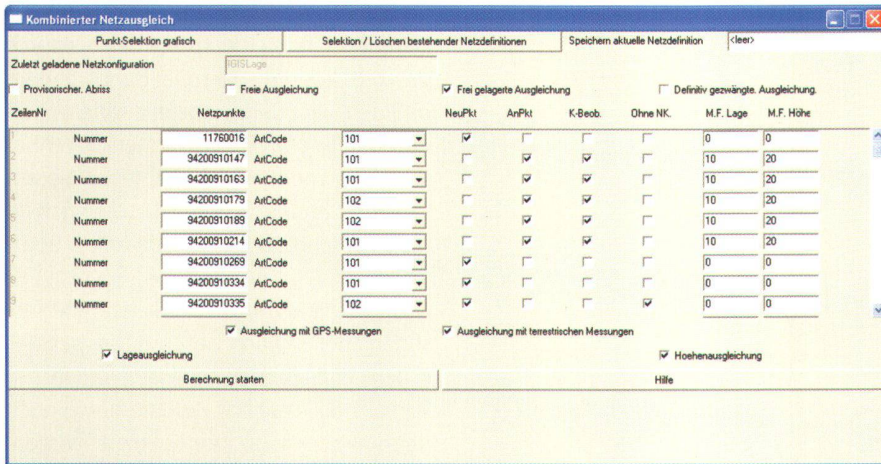 Kombinierter Netzausgleich
Punkt-Selektion grafisch Selektion / Löschen bestehender Netzdefinitionen Speichern aktuelle Netzdefinition <leer>
Zuletzt geladene Netzkonfiguration IGISLage
Provisorischer. Abriss Freie Ausgleichung Frei gelagerte Ausgleichung Definitiv gezwängte. Ausgleichung.
ZeilenNr Netzpunkte NeuPkt AnPkt K-Beob. Ohne NK. M.F. Lage M.F. Höhe
Nummer 11760016 ArtCode 101 0 0
2 Nummer 94200910147 ArtCode 101 10 20
3 Nummer 94200910163 ArtCode 101 10 20
4 Nummer 94200910179 ArtCode 102 10 20
5 Nummer 94200910189 ArtCode 102 10 20
6 Nummer 94200910214 ArtCode 101 10 20
7 Nummer 94200910269 ArtCode 101 0 0
8 Nummer 94200910334 ArtCode 101 0 0
9 Nummer 94200910335 ArtCode 102 0 0
Ausgleichung mit GPS-Messungen Ausgleichung mit terrestrischen Messungen
Lageausgleichung Hoehenausgleichung
Berechnung starten Hilfe